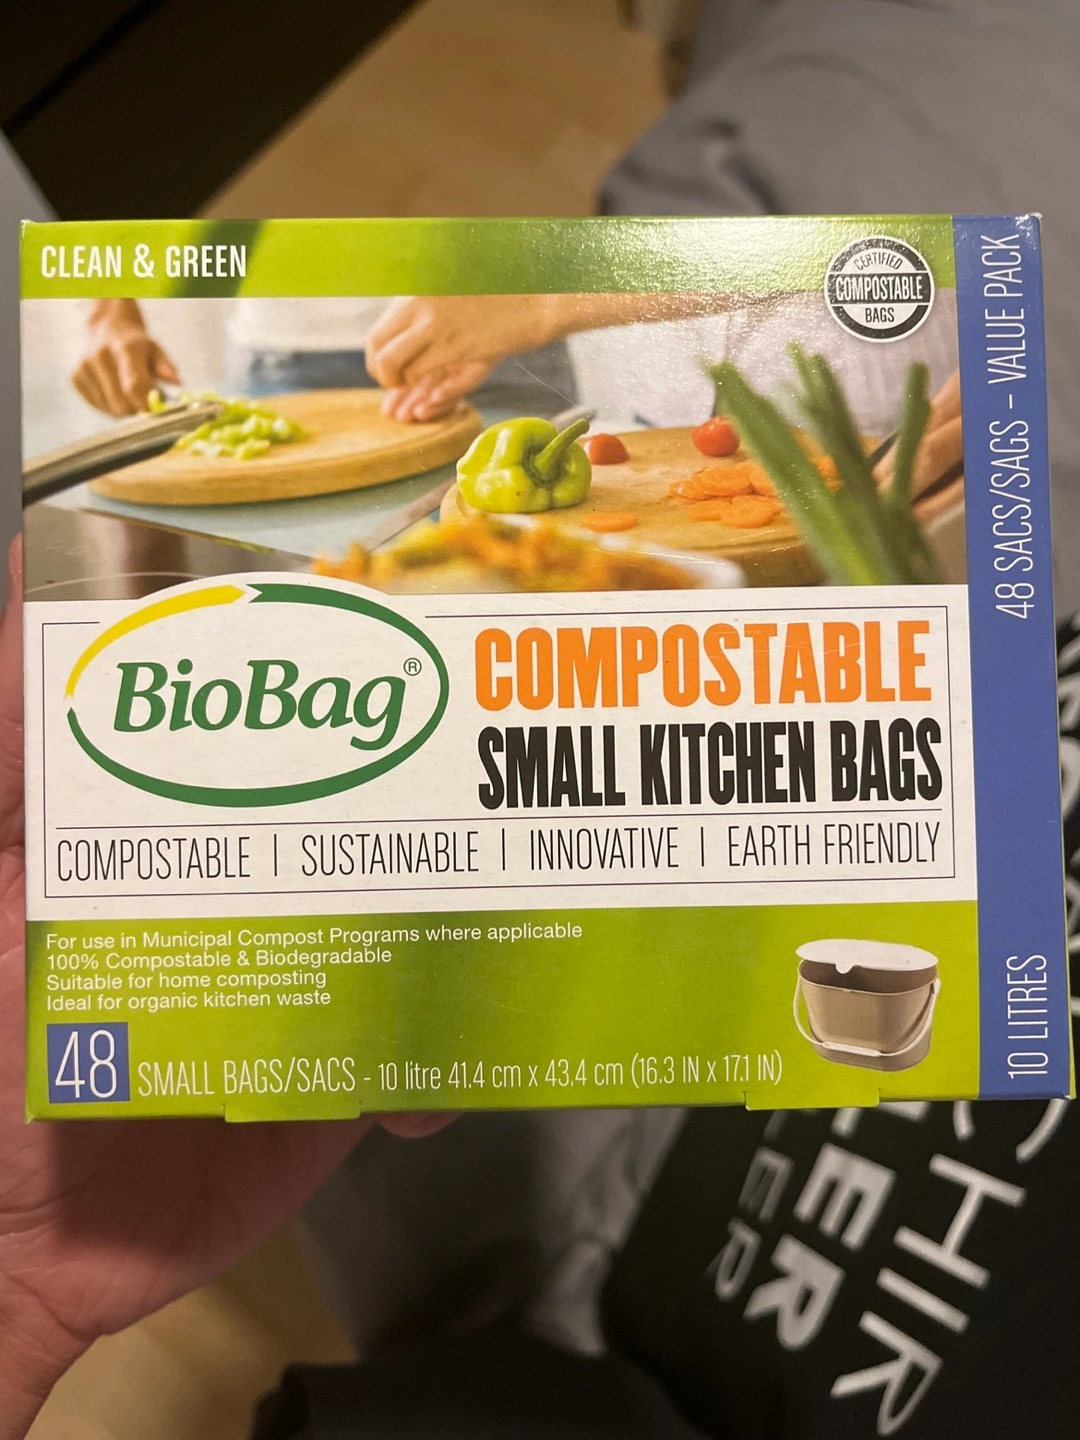 CLEAN & GREEN
CERTIFIED
COMPOSTABLE
BAGS
48 SACS/SAGS – VALUE PACK
BioBag®
COMPOSTABLE
SMALL KITCHEN BAGS
COMPOSTABLE | SUSTAINABLE | INNOVATIVE | EARTH FRIENDLY
For use in Municipal Compost Programs where applicable
100% Compostable & Biodegradable
Suitable for home composting
Ideal for organic kitchen waste
48 SMALL BAGS/SACS - 10 litre 41.4 cm x 43.4 cm (16.3 IN x 17.1 IN)
10 LITRES